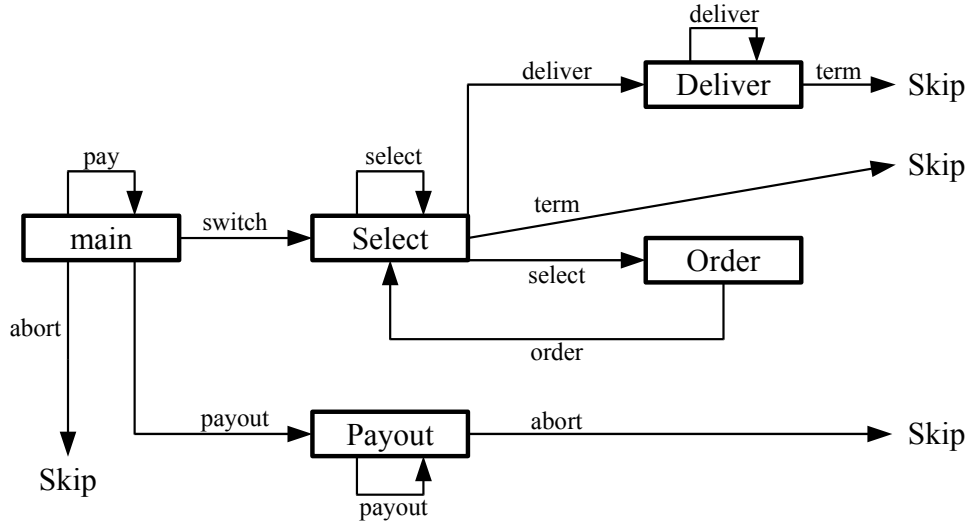 deliver
deliver
Deliver
term
Skip
pay
select
Skip
term
main
switch
Select
Order
select
abort
order
payout
Payout
abort
Skip
Skip
payout